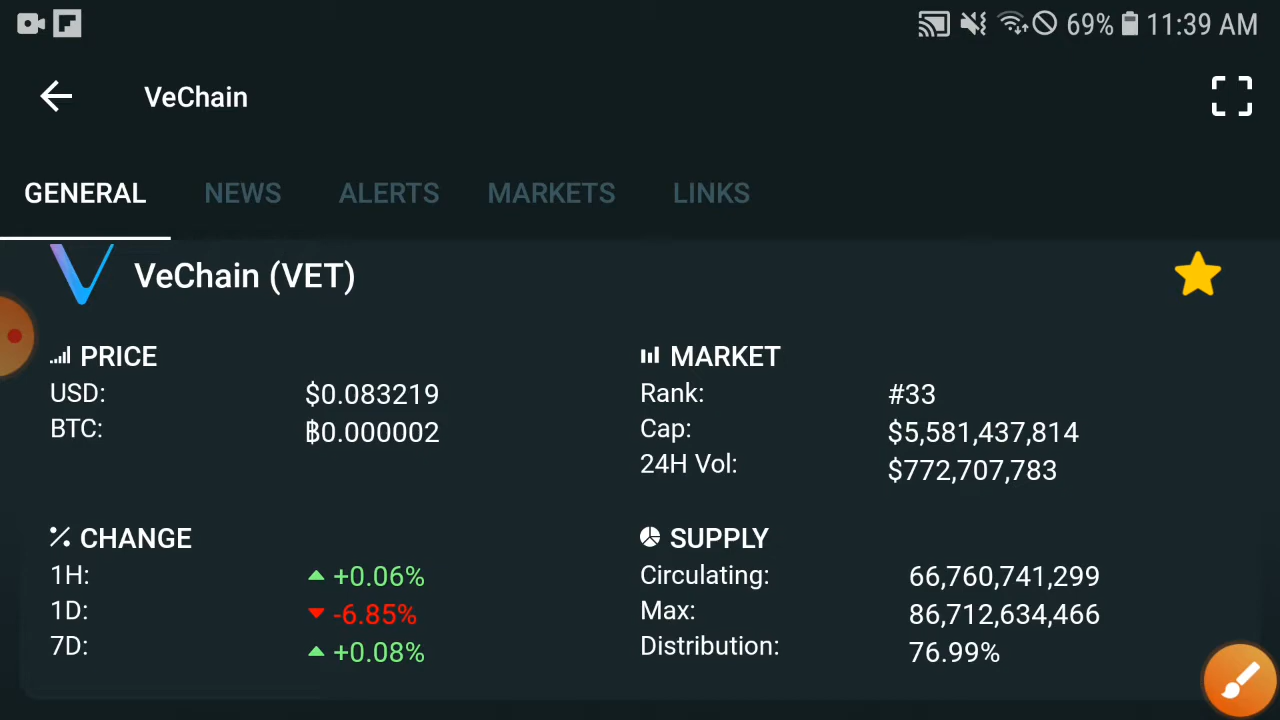 69% 11:39 AM
VeChain
GENERAL NEWS ALERTS MARKETS LINKS
VeChain (VET)
PRICE
USD: $0.083219
BTC: ₿0.000002
MARKET
Rank: #33
Cap: $5,581,437,814
24H Vol: $772,707,783
CHANGE
1H: +0.06%
1D: -6.85%
7D: +0.08%
SUPPLY
Circulating: 66,760,741,299
Max: 86,712,634,466
Distribution: 76.99%